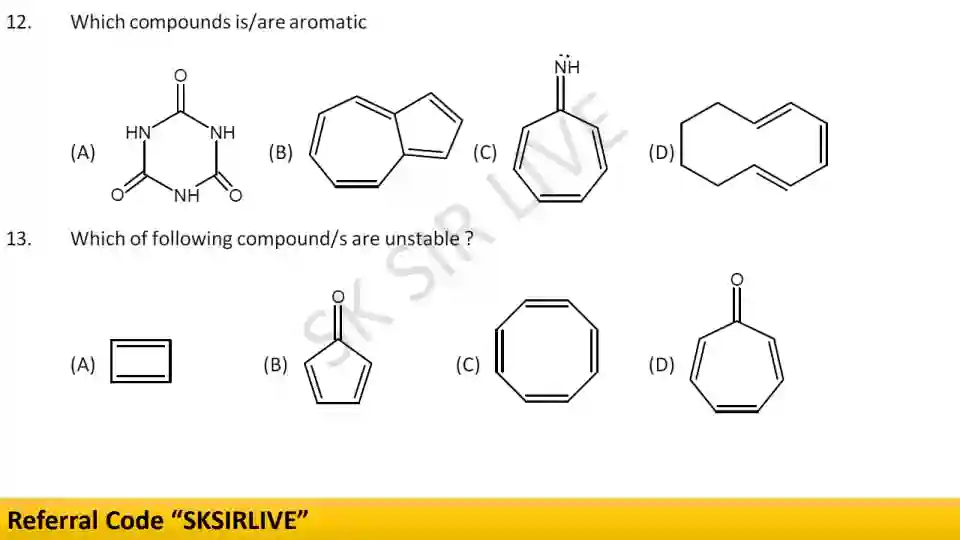 12. Which compounds is/are aromatic
O
HN NH
O NH O
(A)
(B)
NH
(C)
(D)
SK SIR LIVE
13. Which of following compound/s are unstable ?
(A)
O
(B)
(C)
O
(D)
Referral Code “SKSIRLIVE”